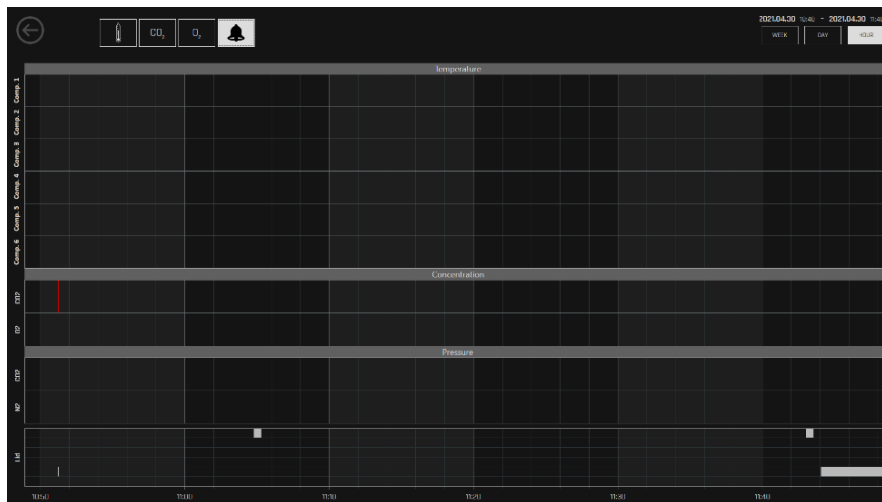 2021.04.30 10:40 - 2021.04.30
CO₂ O₂
WEEK DAY HOUR
Temperature
Comp. 1
Comp. 2
Comp. 3
Comp. 4
Comp. 5
Comp. 6
Concentration
CO2
O2
Pressure
CO2
N2
Lid
10:50 11:00 11:10 11:20 11:30 11:40